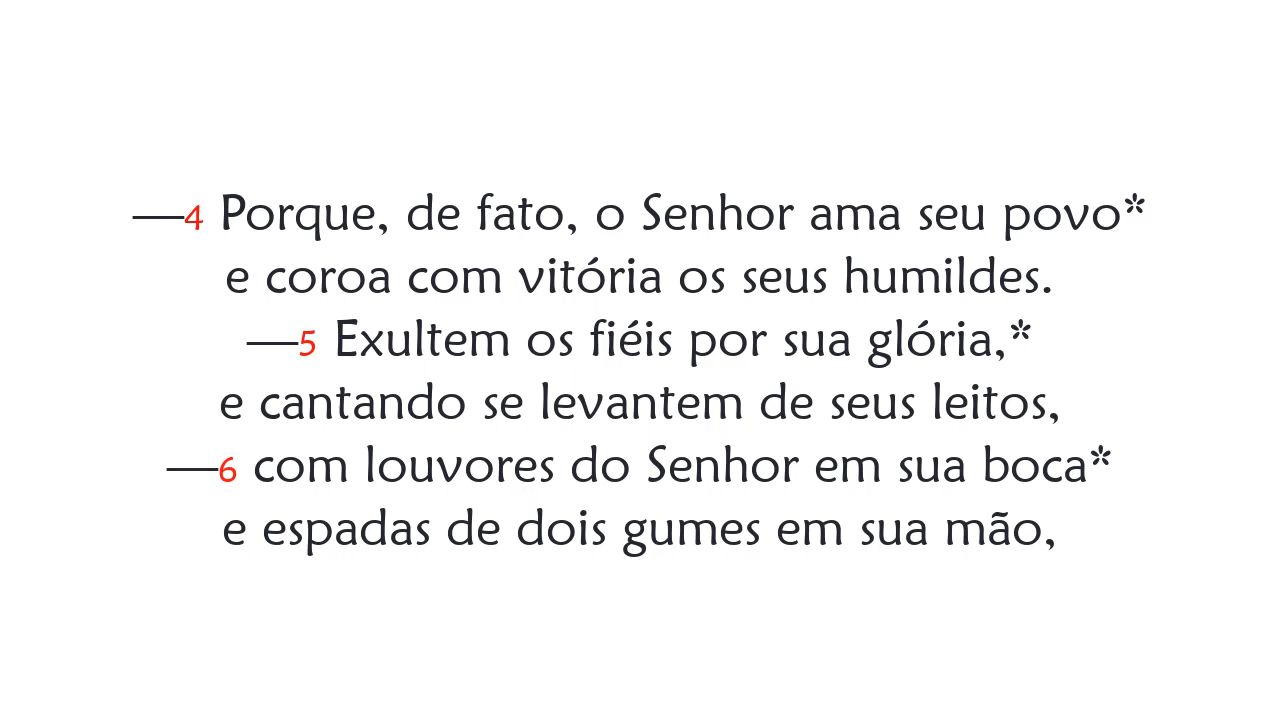 —4 Porque, de fato, o Senhor ama seu povo*
e coroa com vitória os seus humildes.
—5 Exultem os fiéis por sua glória,*
e cantando se levantem de seus leitos,
—6 com louvores do Senhor em sua boca*
e espadas de dois gumes em sua mão,